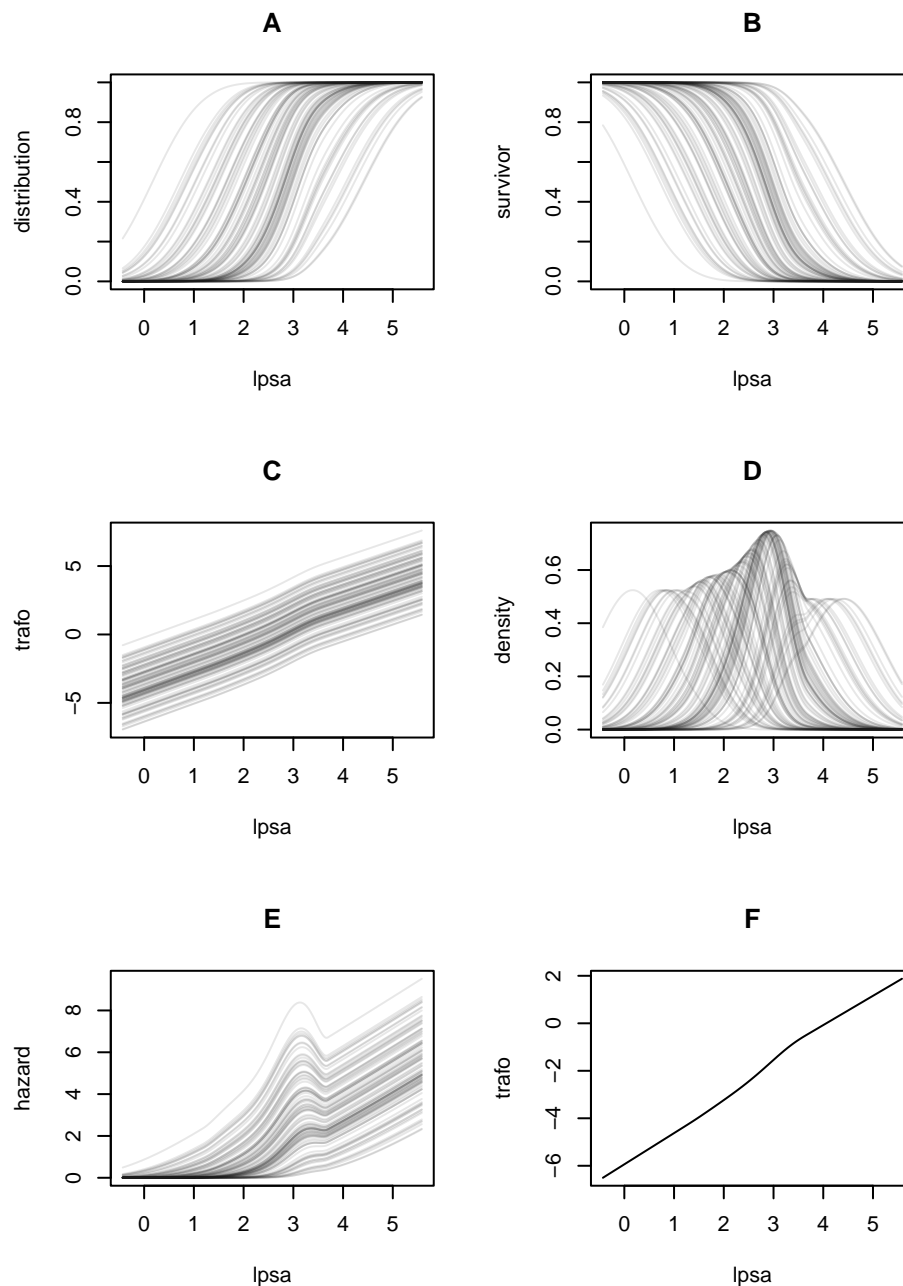 A
distribution
0.0 0.4 0.8
0 1 2 3 4 5
lpsa
B
survivor
0.0 0.4 0.8
0 1 2 3 4 5
lpsa
C
trafo
−5 0 5
0 1 2 3 4 5
lpsa
D
density
0.0 0.2 0.4 0.6
0 1 2 3 4 5
lpsa
E
hazard
0 2 4 6 8
0 1 2 3 4 5
lpsa
F
trafo
−6 −4 −2 0 2
0 1 2 3 4 5
lpsa